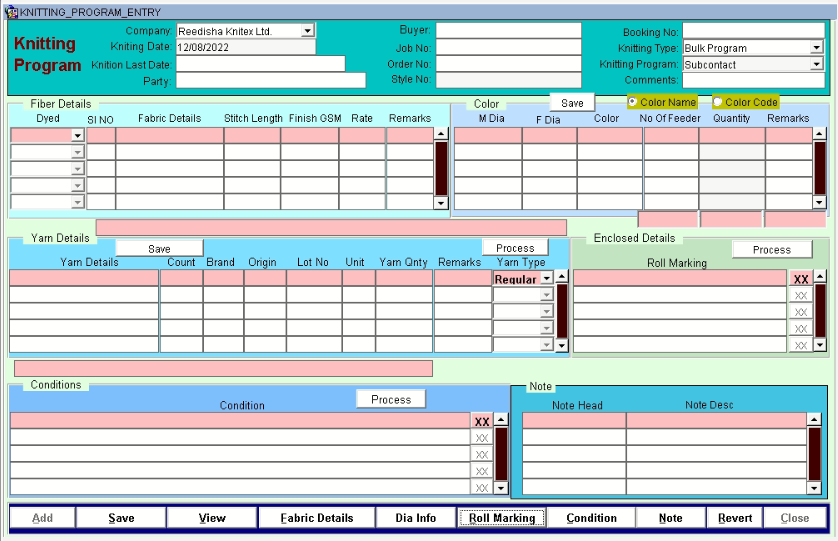 KNITTING_PROGRAM_ENTRY
Knitting Program
Company: Reedisha Knitex Ltd.
Kniting Date: 12/08/2022
Knition Last Date:
Party:
Buyer:
Job No:
Order No:
Style No:
Booking No:
Knitting Type: Bulk Program
Knitting Program: Subcontact
Comments:
Fiber Details
Dyed SI NO Fabric Details Stitch Length Finish GSM Rate Remarks
Color Save Color Name Color Code
M Dia F Dia Color No Of Feeder Quantity Remarks
Yarn Details Save Process
Yarn Details Count Brand Origin Lot No Unit Yarn Qnty Remarks Yarn Type
Regular
Enclosed Details Process
Roll Marking
XX
XX
XX
XX
XX
Conditions Process
Condition
XX
XX
XX
XX
XX
Note
Note Head Note Desc
Add Save View Fabric Details Dia Info Roll Marking Condition Note Revert Close